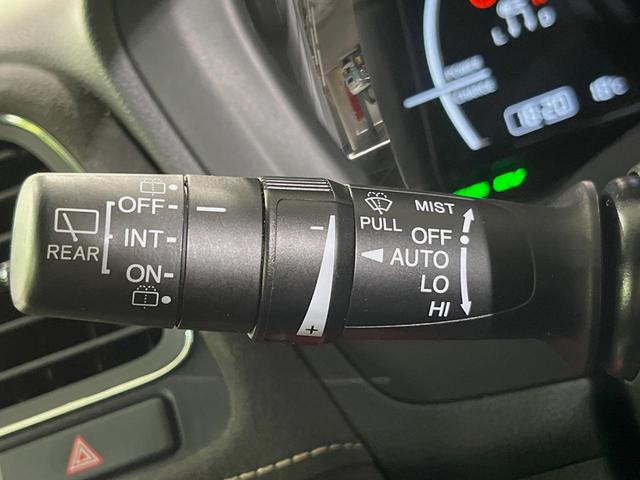 REAR
OFF
INT
ON
-
+
PULL
MIST
OFF
AUTO
LO
HI